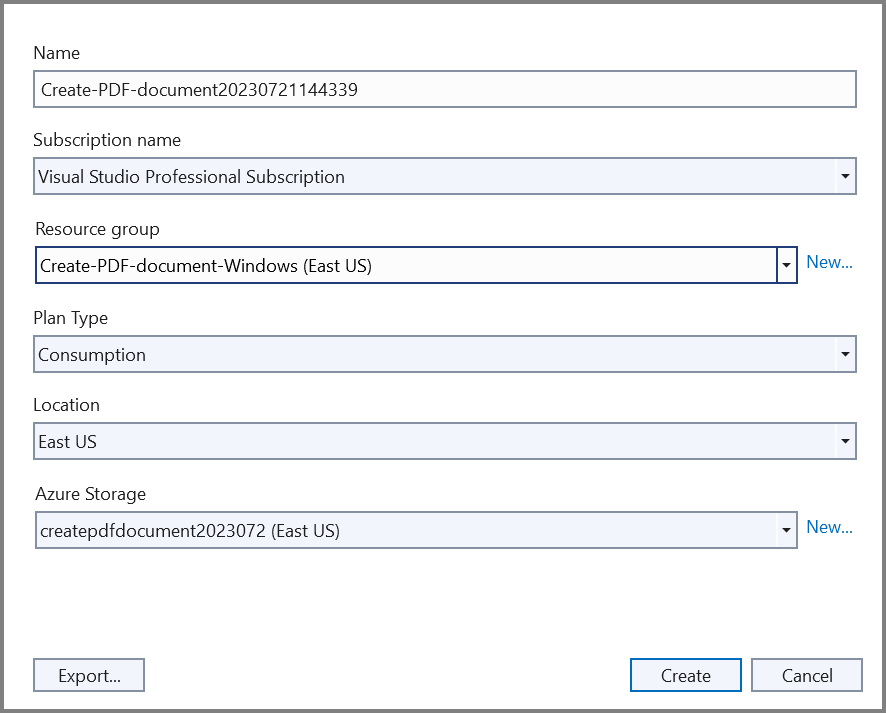 Name
Create-PDF-document20230721144339
Subscription name
Visual Studio Professional Subscription
Resource group
Create-PDF-document-Windows (East US)
New...
Plan Type
Consumption
Location
East US
Azure Storage
createpdfdocument2023072 (East US)
New...
Export...
Create
Cancel